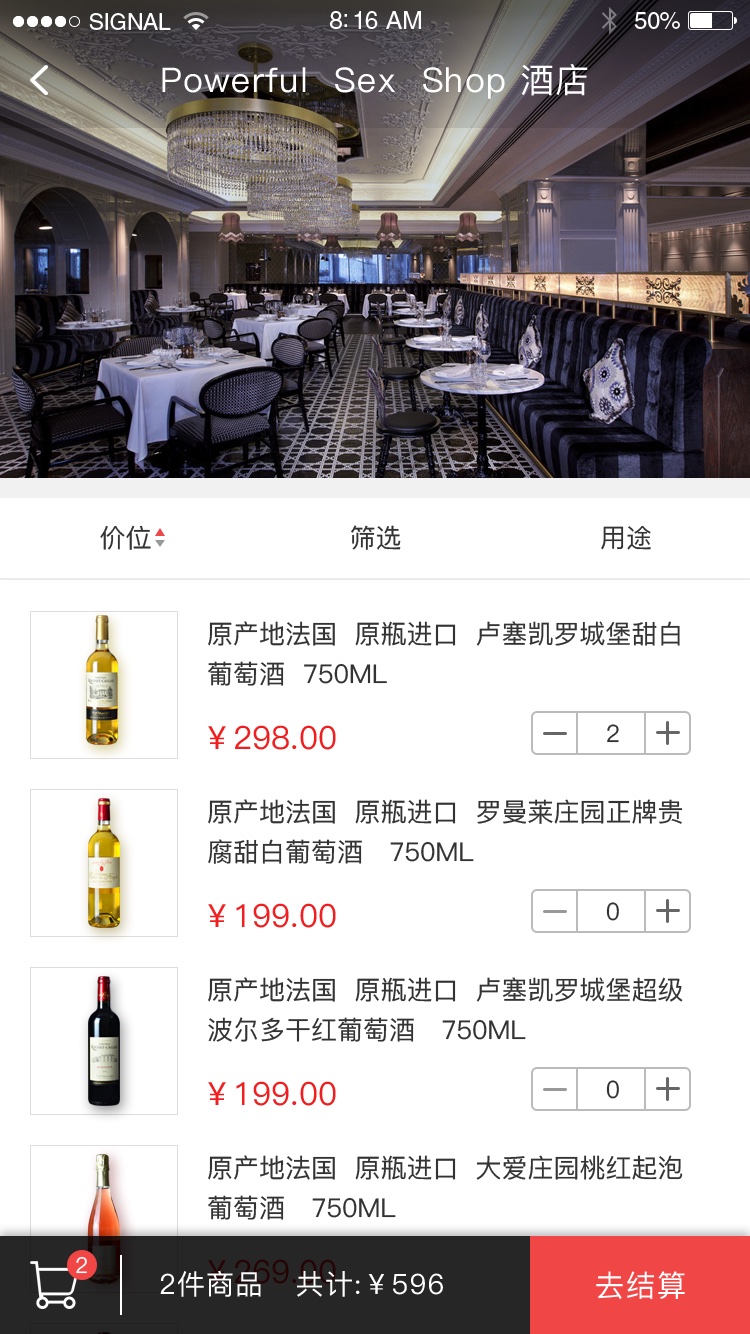 SIGNAL 8:16 AM 50%
Powerful Sex Shop 酒店
价位 筛选 用途
原产地法国 原瓶进口 卢塞凯罗城堡甜白
葡萄酒 750ML
¥298.00
2
原产地法国 原瓶进口 罗曼莱庄园正牌贵
腐甜白葡萄酒 750ML
¥199.00
0
原产地法国 原瓶进口 卢塞凯罗城堡超级
波尔多干红葡萄酒 750ML
¥199.00
0
原产地法国 原瓶进口 大爱庄园桃红起泡
葡萄酒 750ML
¥269.00
2
2件商品 共计:¥596
去结算